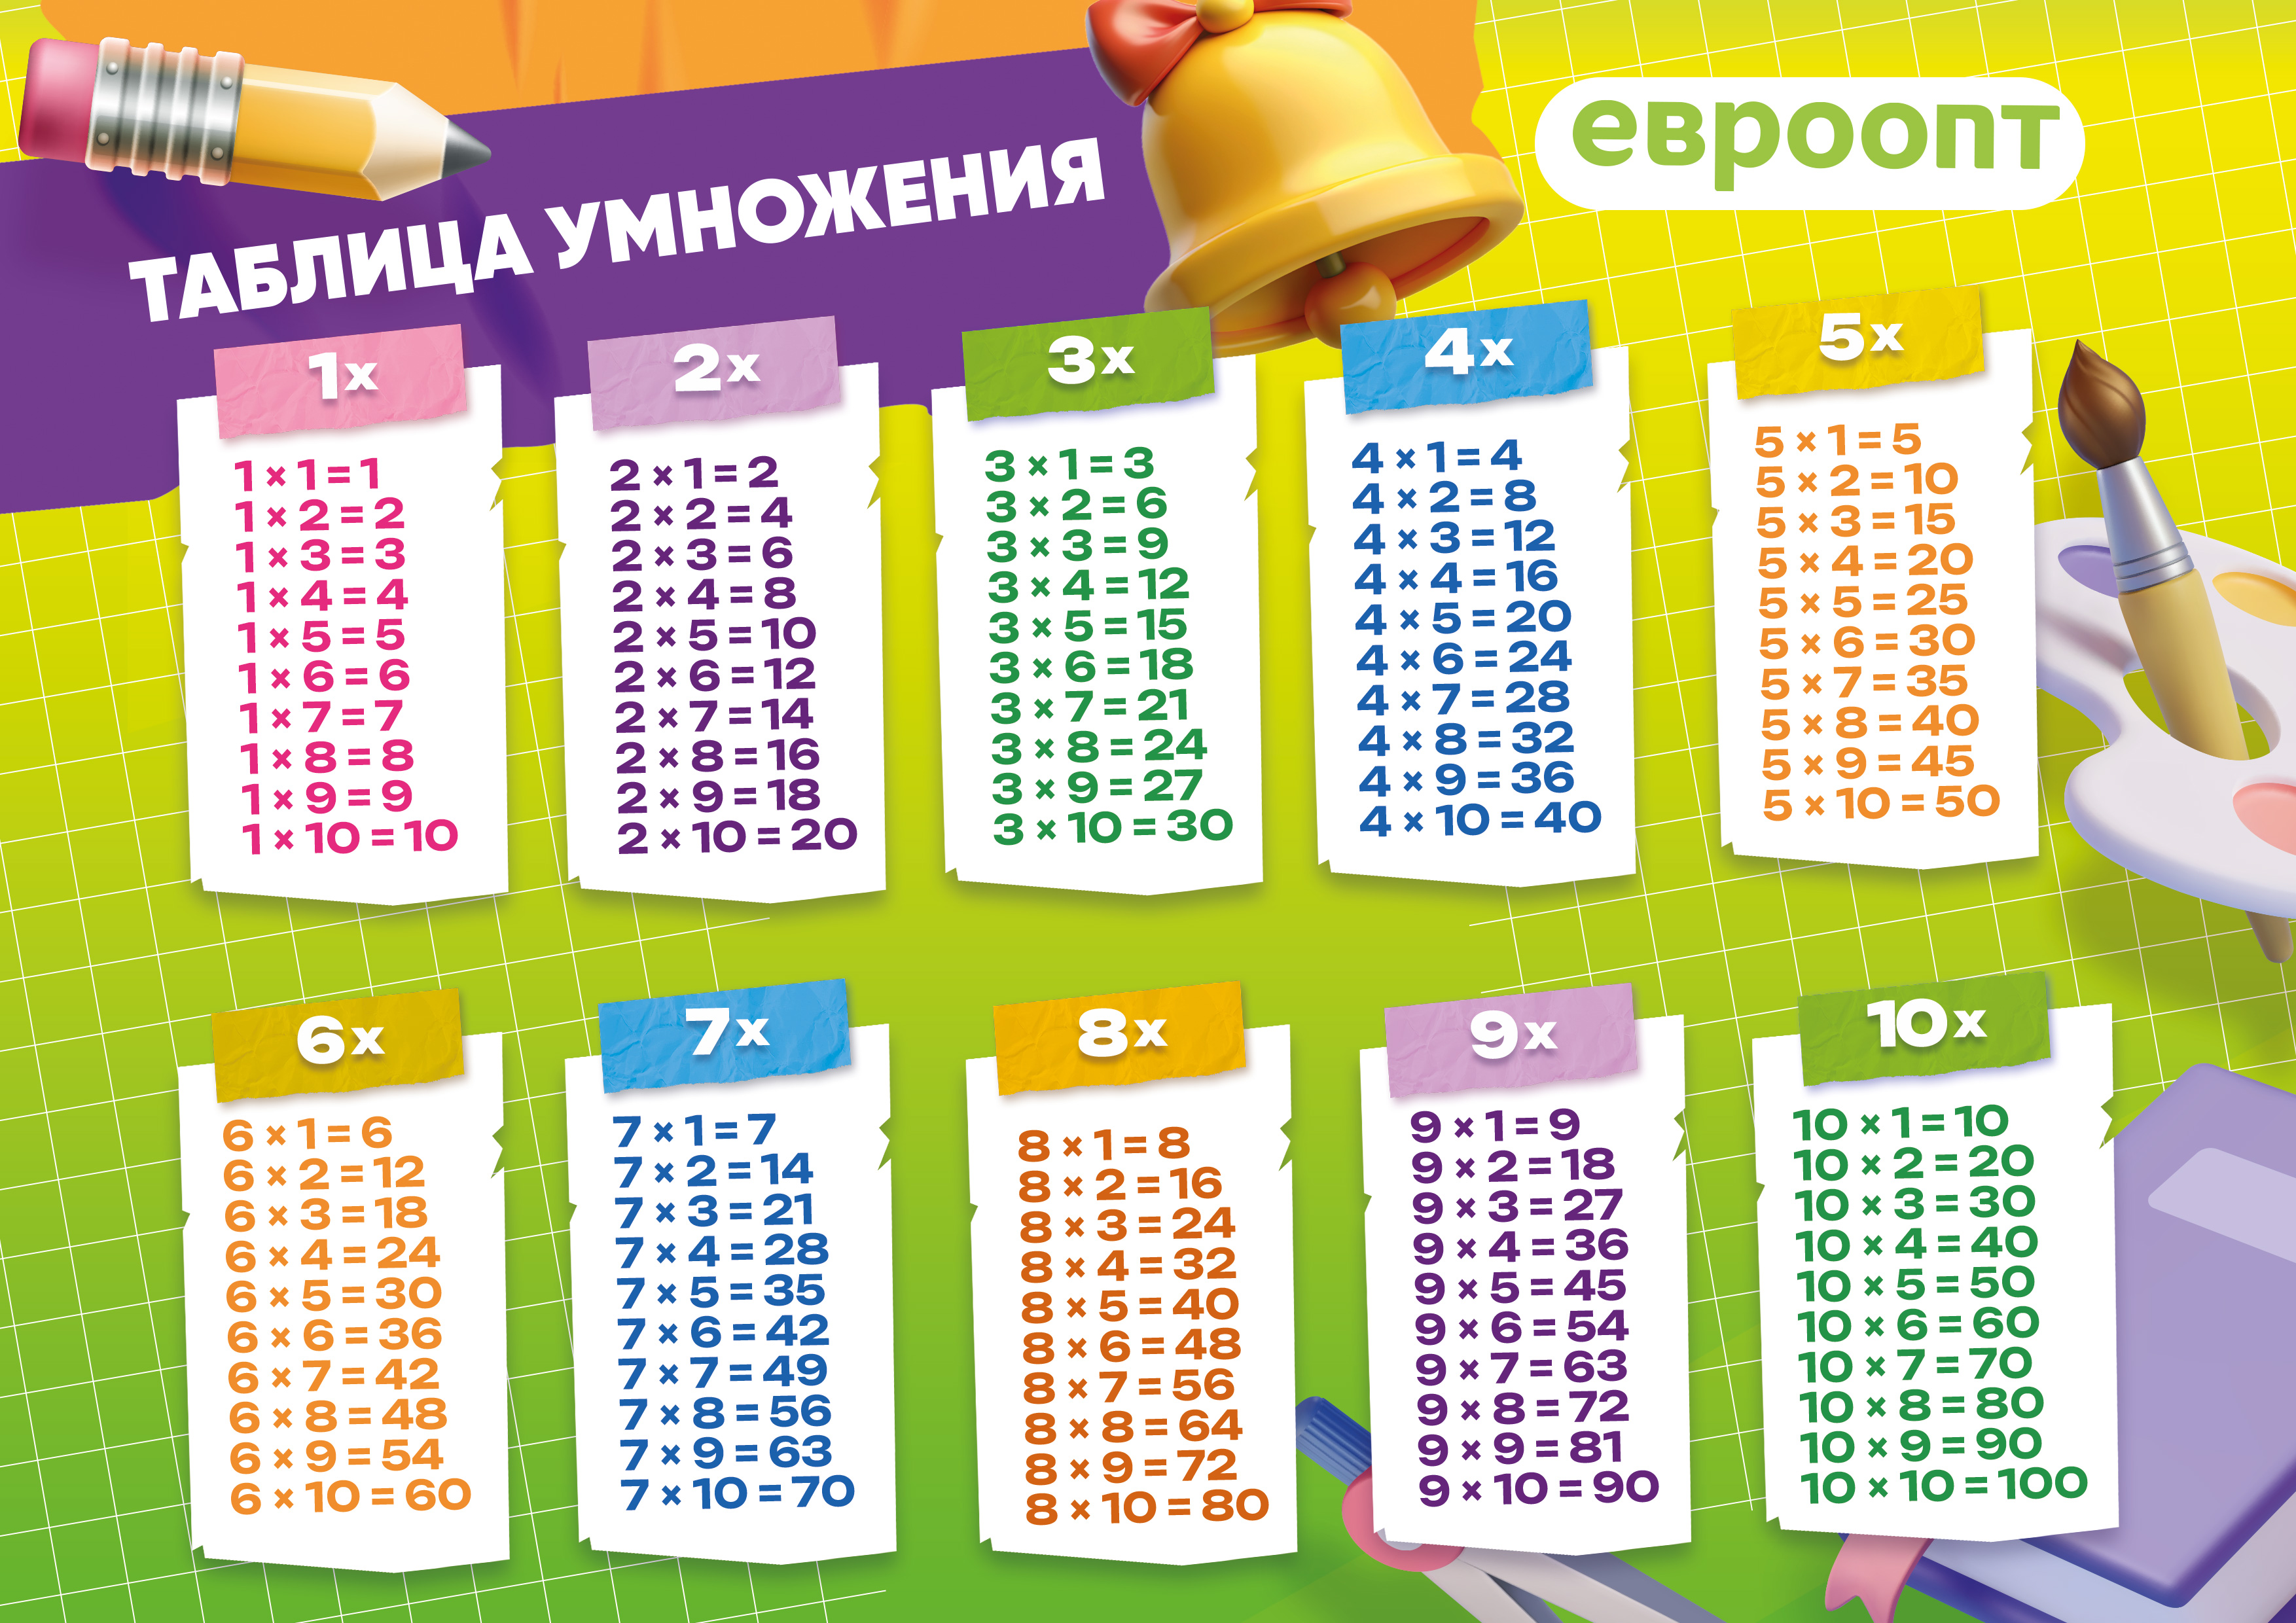 ТАБЛИЦА УМНОЖЕНИЯ
евроопт
1x
1 × 1 = 1
1 × 2 = 2
1 × 3 = 3
1 × 4 = 4
1 × 5 = 5
1 × 6 = 6
1 × 7 = 7
1 × 8 = 8
1 × 9 = 9
1 × 10 = 10
2x
2 × 1 = 2
2 × 2 = 4
2 × 3 = 6
2 × 4 = 8
2 × 5 = 10
2 × 6 = 12
2 × 7 = 14
2 × 8 = 16
2 × 9 = 18
2 × 10 = 20
3x
3 × 1 = 3
3 × 2 = 6
3 × 3 = 9
3 × 4 = 12
3 × 5 = 15
3 × 6 = 18
3 × 7 = 21
3 × 8 = 24
3 × 9 = 27
3 × 10 = 30
4x
4 × 1 = 4
4 × 2 = 8
4 × 3 = 12
4 × 4 = 16
4 × 5 = 20
4 × 6 = 24
4 × 7 = 28
4 × 8 = 32
4 × 9 = 36
4 × 10 = 40
5x
5 × 1 = 5
5 × 2 = 10
5 × 3 = 15
5 × 4 = 20
5 × 5 = 25
5 × 6 = 30
5 × 7 = 35
5 × 8 = 40
5 × 9 = 45
5 × 10 = 50
6x
6 × 1 = 6
6 × 2 = 12
6 × 3 = 18
6 × 4 = 24
6 × 5 = 30
6 × 6 = 36
6 × 7 = 42
6 × 8 = 48
6 × 9 = 54
6 × 10 = 60
7x
7 × 1 = 7
7 × 2 = 14
7 × 3 = 21
7 × 4 = 28
7 × 5 = 35
7 × 6 = 42
7 × 7 = 49
7 × 8 = 56
7 × 9 = 63
7 × 10 = 70
8x
8 × 1 = 8
8 × 2 = 16
8 × 3 = 24
8 × 4 = 32
8 × 5 = 40
8 × 6 = 48
8 × 7 = 56
8 × 8 = 64
8 × 9 = 72
8 × 10 = 80
9x
9 × 1 = 9
9 × 2 = 18
9 × 3 = 27
9 × 4 = 36
9 × 5 = 45
9 × 6 = 54
9 × 7 = 63
9 × 8 = 72
9 × 9 = 81
9 × 10 = 90
10x
10 × 1 = 10
10 × 2 = 20
10 × 3 = 30
10 × 4 = 40
10 × 5 = 50
10 × 6 = 60
10 × 7 = 70
10 × 8 = 80
10 × 9 = 90
10 × 10 = 100